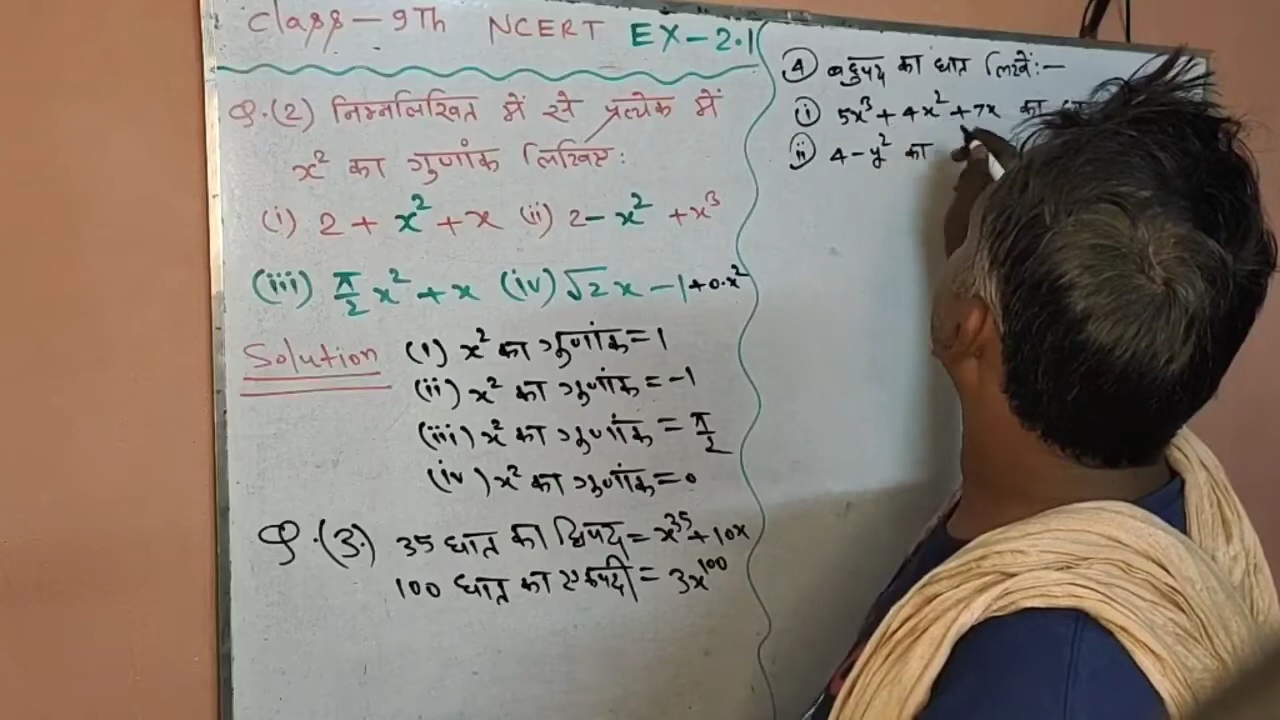 Class - 9Th NCERT EX-2.1
Q.(2) निम्नलिखित में से प्रत्येक में
x² का गुणांक लिखिए:
(i) 2 + x² + x (ii) 2 - x² + x³
(iii) π/2 x² + x (iv) √2x - 1 + 0.x²
Solution (i) x² का गुणांक = 1
(ii) x² का गुणांक = -1
(iii) x² का गुणांक = π/2
(iv) x² का गुणांक = 0
Q.(3.) 35 घात का द्विपद = x³⁵ + 10x
100 घात का एकपदी = 3x¹⁰⁰
4 बहुपद का घात लिखें:-
(i) 5x³ + 4x² + 7x का
(ii) 4 - y² का